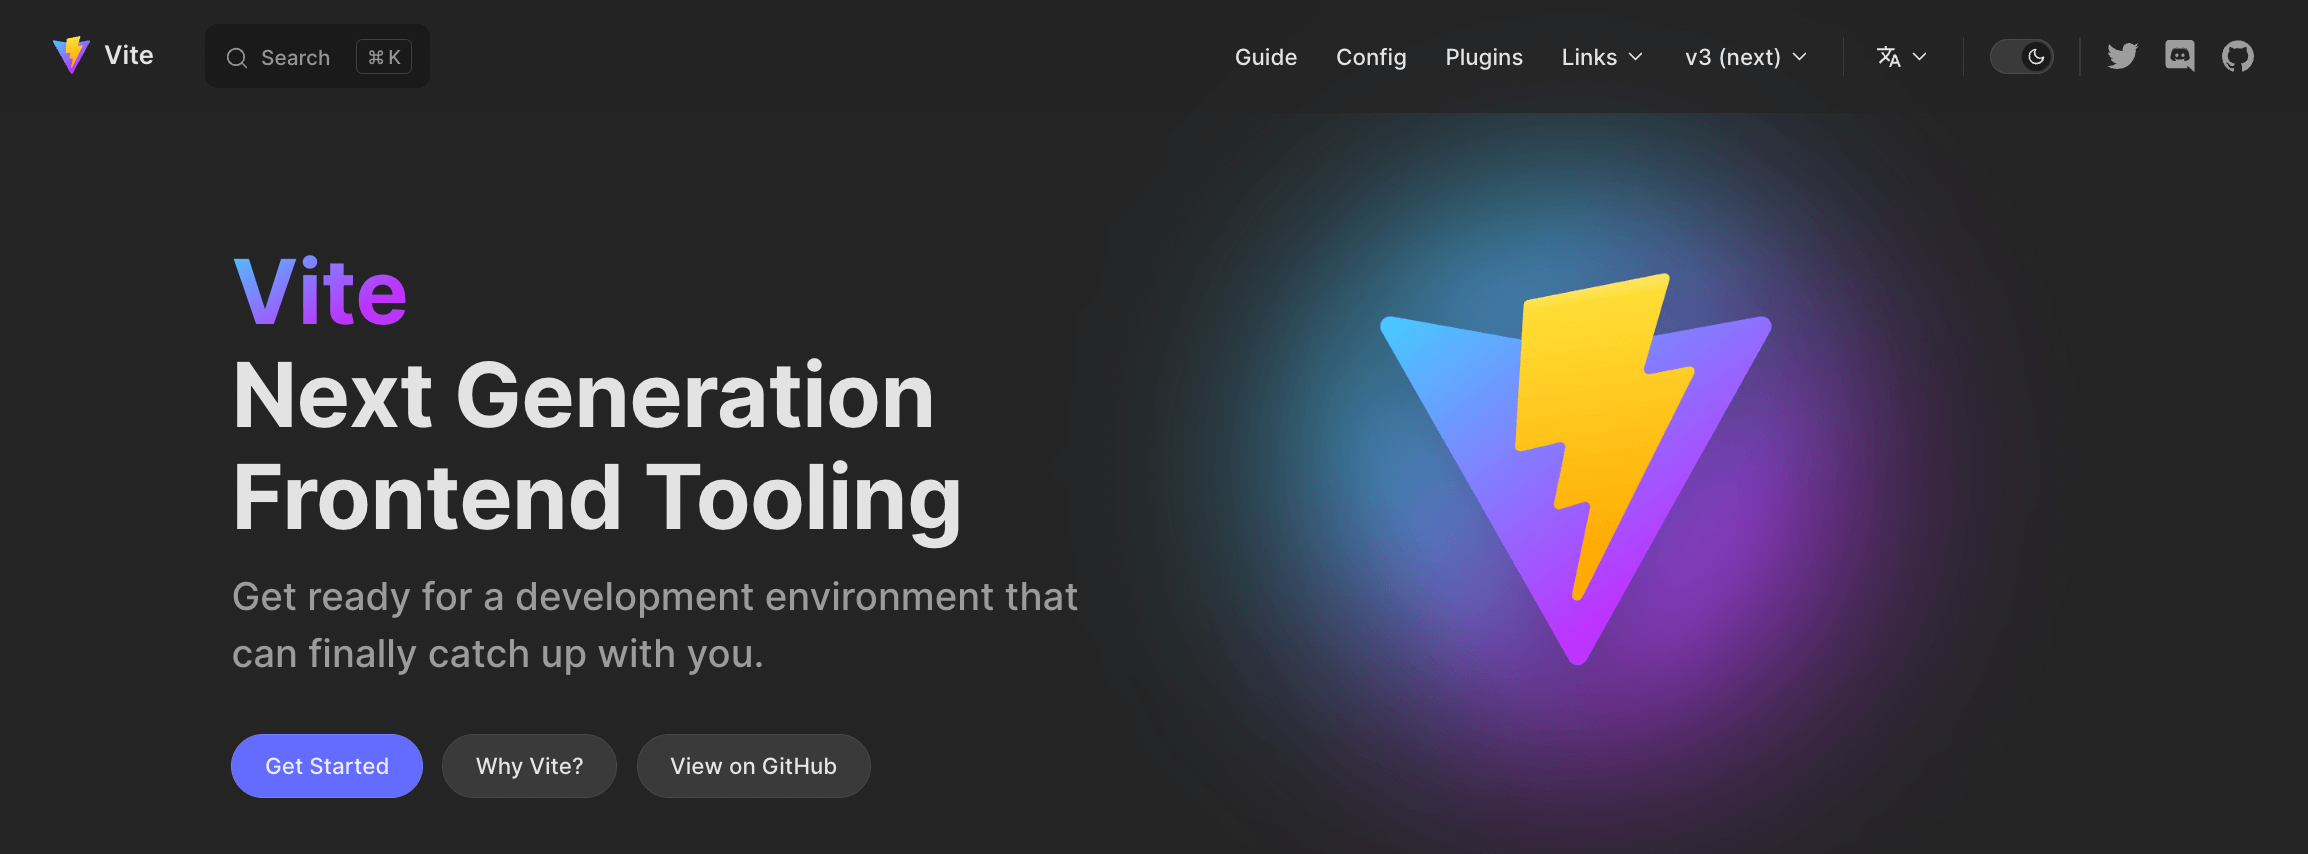 Vite
Search ⌘ K
Guide Config Plugins Links v3 (next)
Vite
Next Generation
Frontend Tooling
Get ready for a development environment that
can finally catch up with you.
Get Started Why Vite? View on GitHub